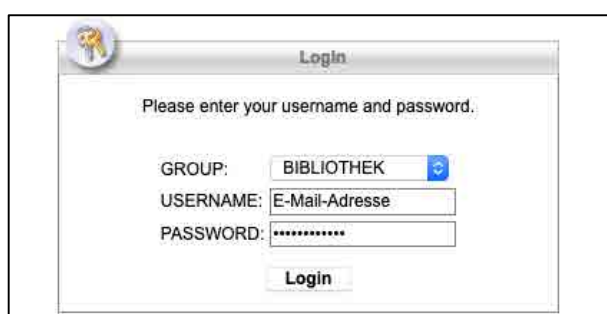 Login
Please enter your username and password.
GROUP: BIBLIOTHEK
USERNAME: E-Mail-Adresse
PASSWORD: ••••••••••••
Login